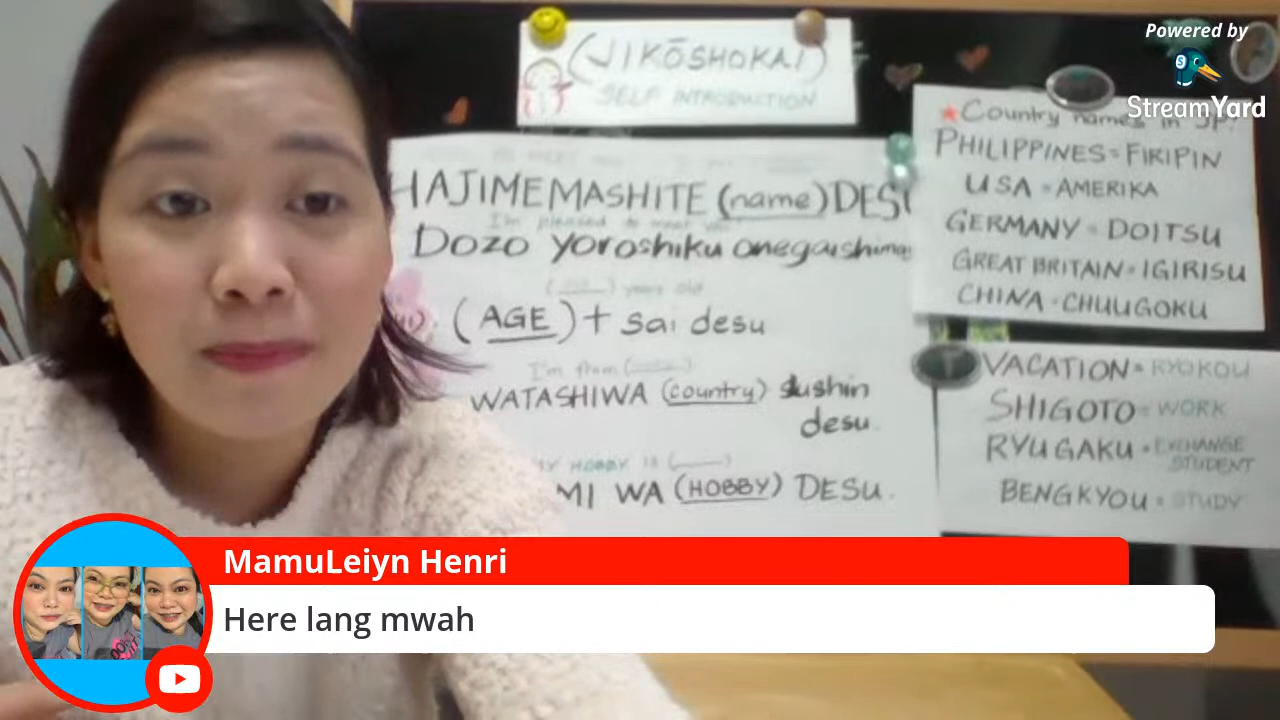 Powered by
StreamYard
(JIKŌSHOKAI)
SELF INTRODUCTION
HAJIMEMASHITE (name) DESU
I'm pleased to meet you
DOZO yoroshiku onegaishimas
(AGE) + sai desu
years old
I'm from
WATASHIWA (country) shushin
desu.
MY HOBBY IS (
MI WA (HOBBY) DESU.
★ Country names in JP.
PHILIPPINES = FIRIPIN
USA = AMERIKA
GERMANY = DOITSU
GREAT BRITAIN = IGIRISU
CHINA = CHUUGOKU
VACATION = RYOKOU
SHIGOTO = WORK
RYUGAKU = EXCHANGE
STUDENT
BENGKYOU = STUDY
MamuLeiyn Henri
Here lang mwah